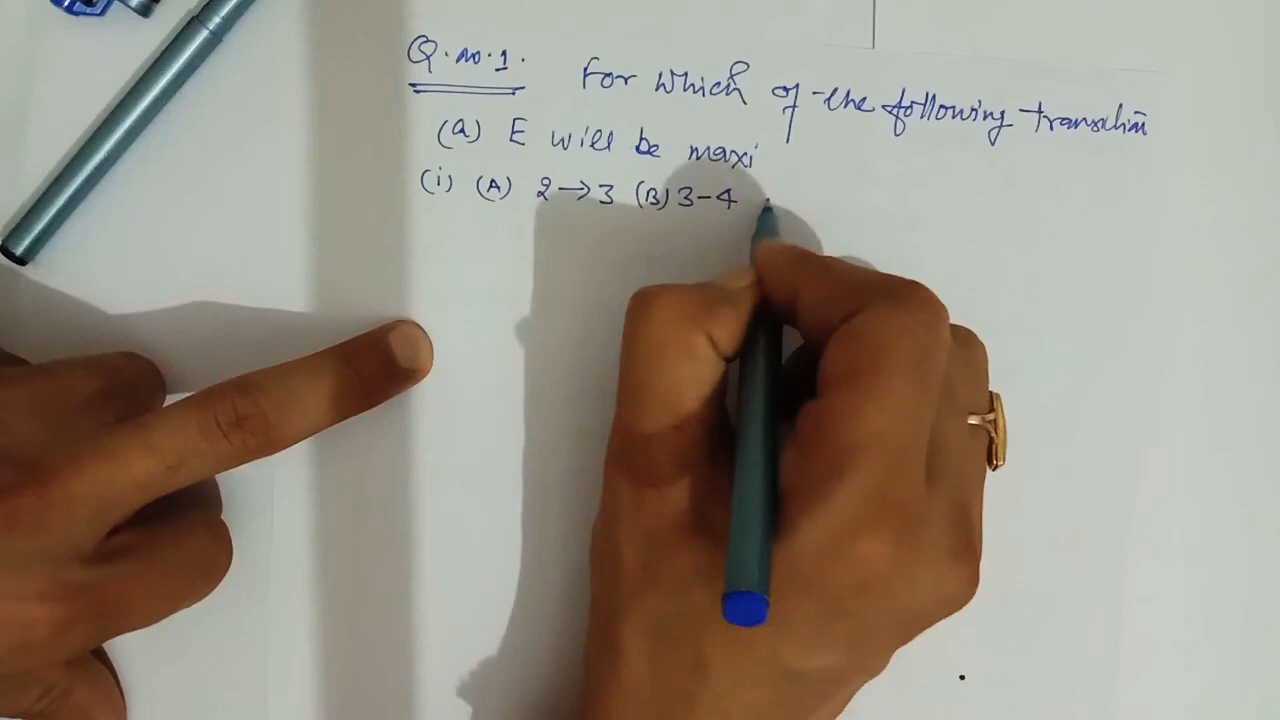 Q.no.1. For which of the following transition
(a) E will be maxi
(i) (A) 2→3 (B) 3-4